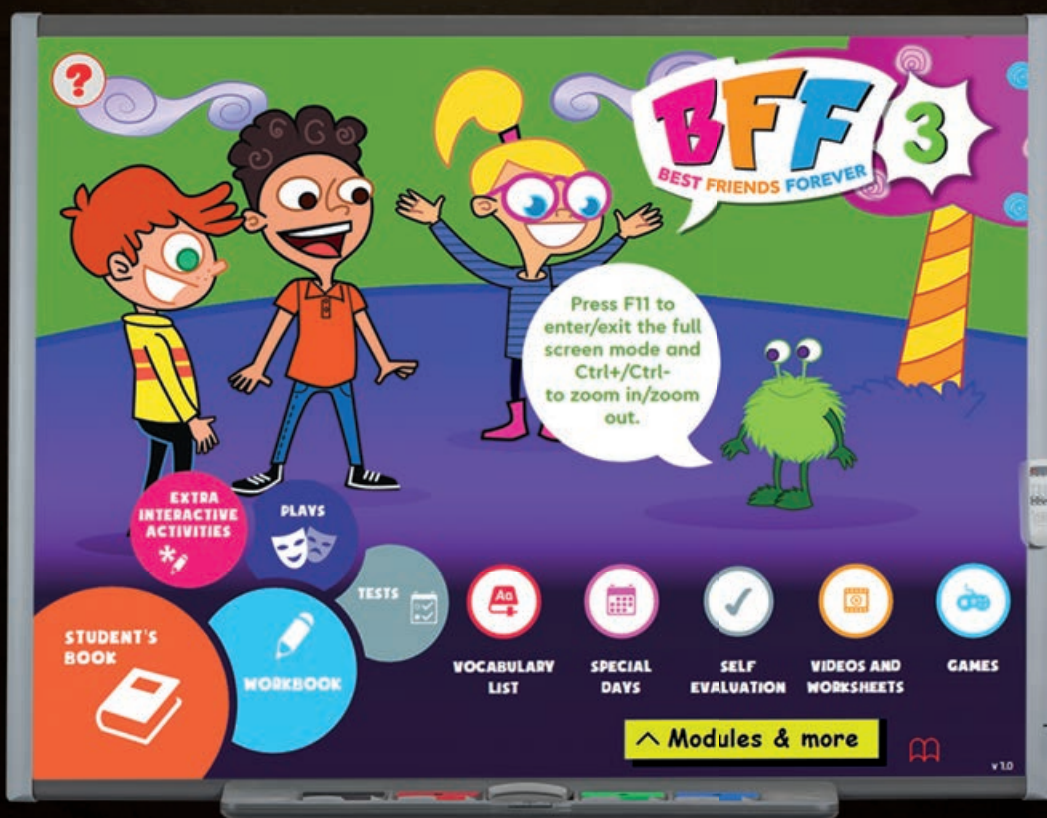 ?
BFF 3
BEST FRIENDS FOREVER
Press F11 to
enter/exit the full
screen mode and
Ctrl+/Ctrl-
to zoom in/zoom
out.
EXTRA
INTERACTIVE
ACTIVITIES
PLAYS
TESTS
STUDENT'S
BOOK
WORKBOOK
Aa
VOCABULARY
LIST
SPECIAL
DAYS
SELF
EVALUATION
VIDEOS AND
WORKSHEETS
GAMES
^ Modules & more
v 1.0